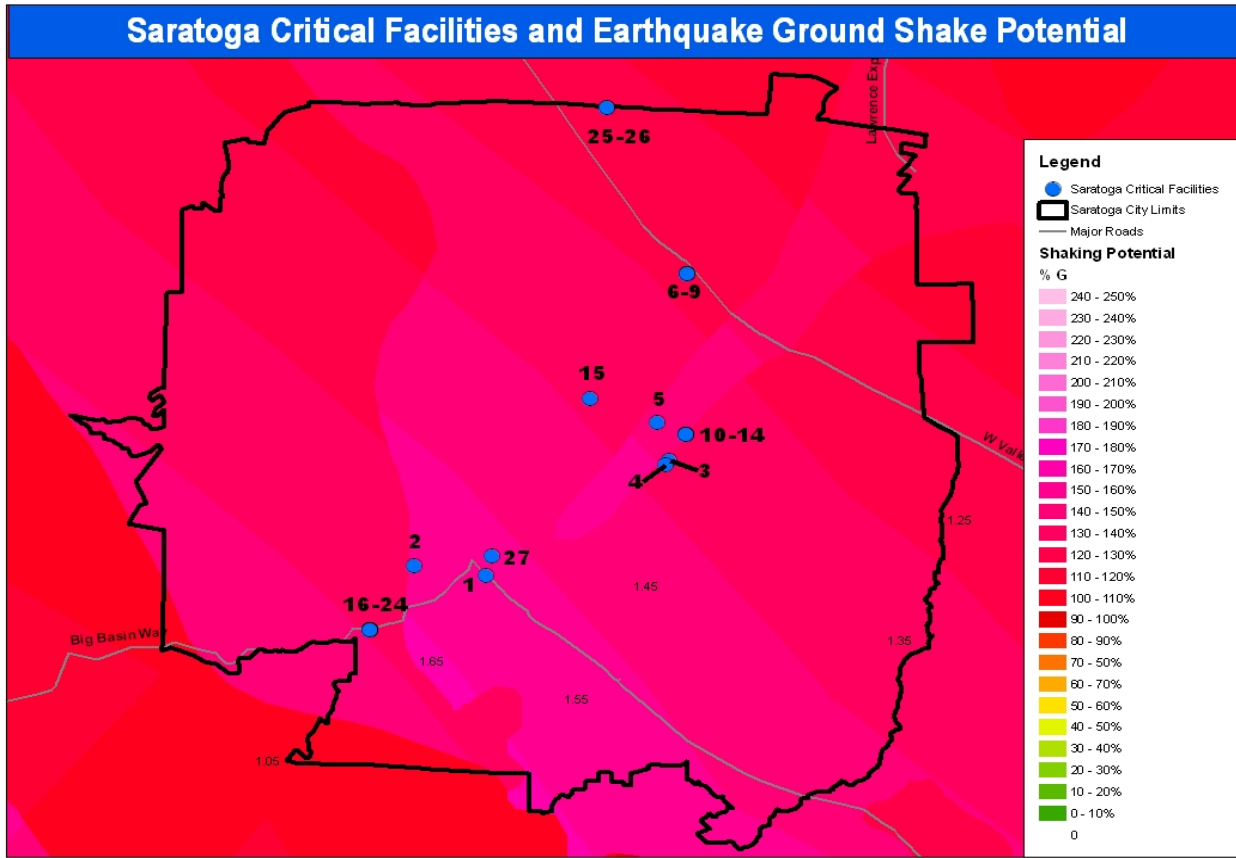 Saratoga Critical Facilities and Earthquake Ground Shake Potential
Lawrence Exp
25-26
6-9
15
5
10-14
3
4
2
27
1
16-24
Big Basin Way
W Valle
1.25
1.45
1.35
1.65
1.55
1.05
Legend
Saratoga Critical Facilities
Saratoga City Limits
Major Roads
Shaking Potential
% G
240 - 250%
230 - 240%
220 - 230%
210 - 220%
200 - 210%
190 - 200%
180 - 190%
170 - 180%
160 - 170%
150 - 160%
140 - 150%
130 - 140%
120 - 130%
110 - 120%
100 - 110%
90 - 100%
80 - 90%
70 - 50%
60 - 70%
50 - 60%
40 - 50%
30 - 40%
20 - 30%
10 - 20%
0 - 10%
0